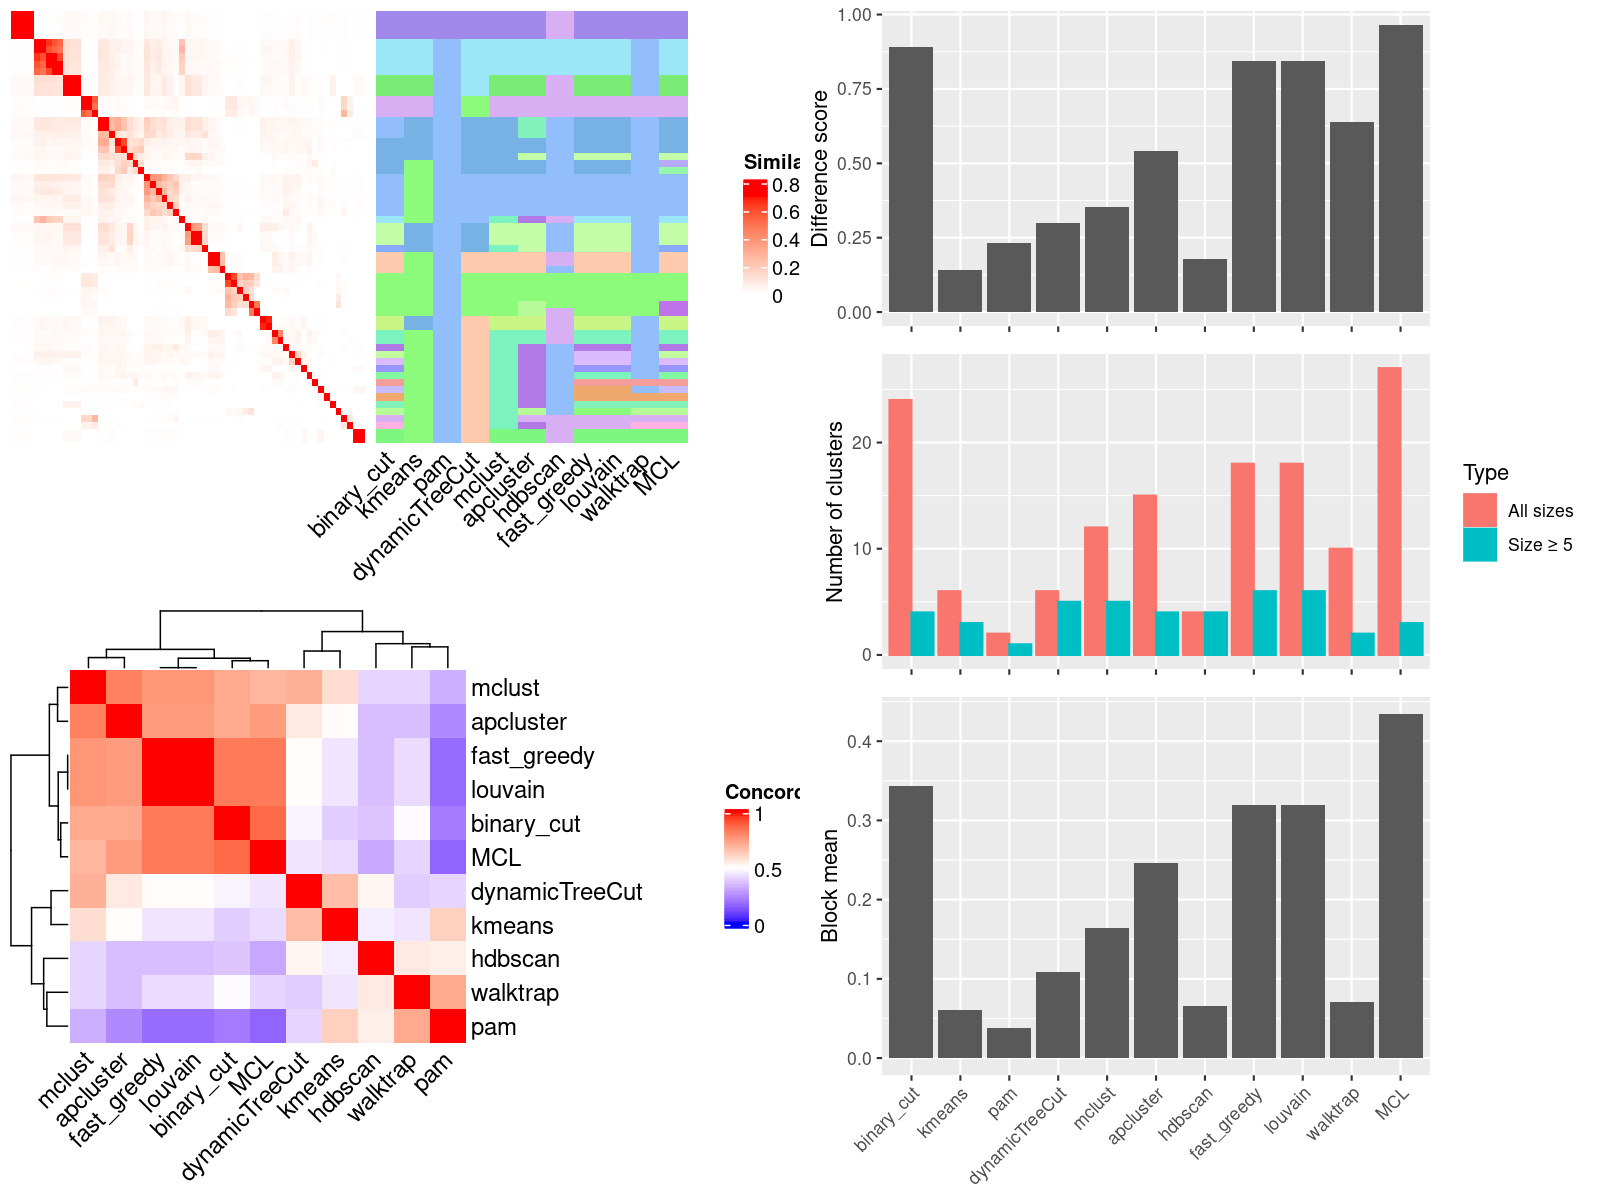 Simila
0.8
0.6
0.4
0.2
0
binary_cut
kmeans
pam
dynamicTreeCut
mclust
apcluster
hdbscan
fast_greedy
louvain
walktrap
MCL
mclust
apcluster
fast_greedy
louvain
binary_cut
MCL
dynamicTreeCut
kmeans
hdbscan
walktrap
pam
mclust
apcluster
fast_greedy
louvain
binary_cut
MCL
dynamicTreeCut
kmeans
hdbscan
walktrap
pam
Concord
1
0.5
0
Difference score
1.00
0.75
0.50
0.25
0.00
Number of clusters
20
10
0
Type
All sizes
Size ≥ 5
Block mean
0.4
0.3
0.2
0.1
0.0
binary_cut
kmeans
pam
dynamicTreeCut
mclust
apcluster
hdbscan
fast_greedy
louvain
walktrap
MCL